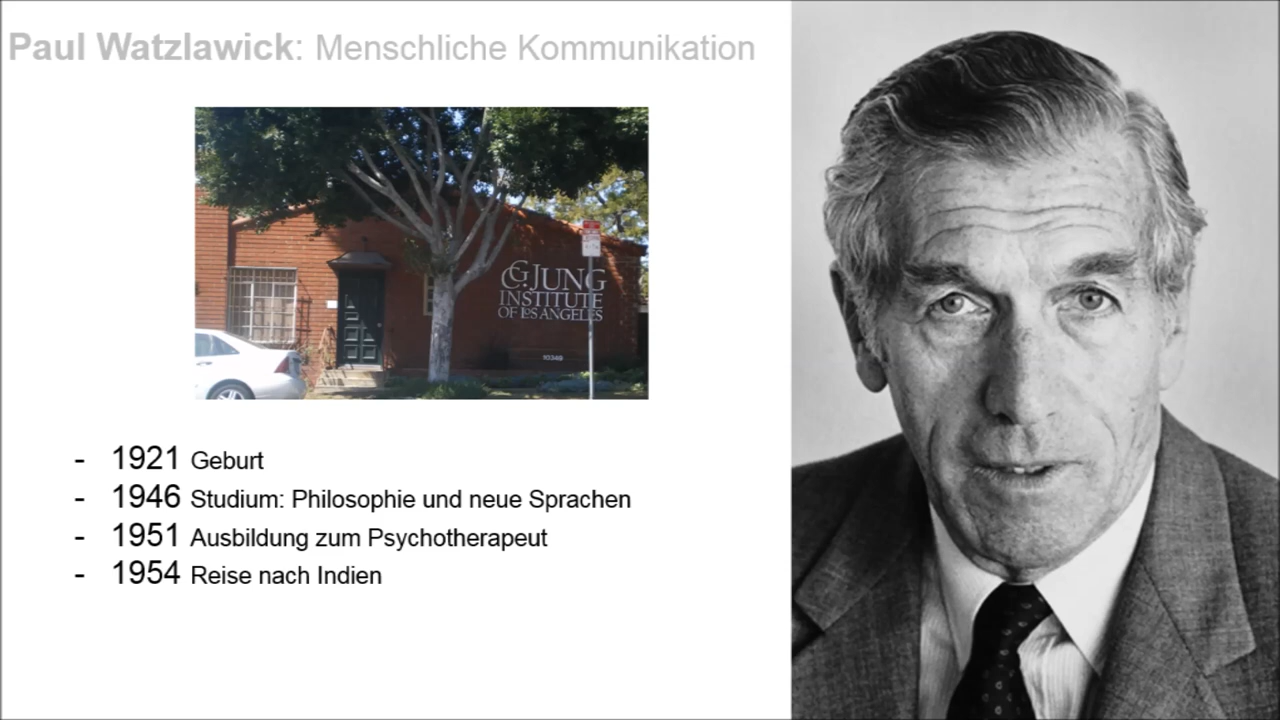 Paul Watzlawick: Menschliche Kommunikation
C.G. JUNG
INSTITUTE
OF LOS ANGELES
10349
- 1921 Geburt
- 1946 Studium: Philosophie und neue Sprachen
- 1951 Ausbildung zum Psychotherapeut
- 1954 Reise nach Indien